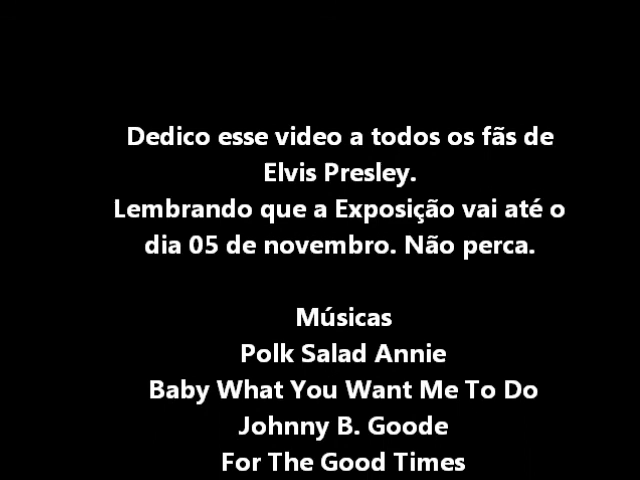 Dedico esse video a todos os fãs de
Elvis Presley.
Lembrando que a Exposição vai até o
dia 05 de novembro. Não perca.
Músicas
Polk Salad Annie
Baby What You Want Me To Do
Johnny B. Goode
For The Good Times